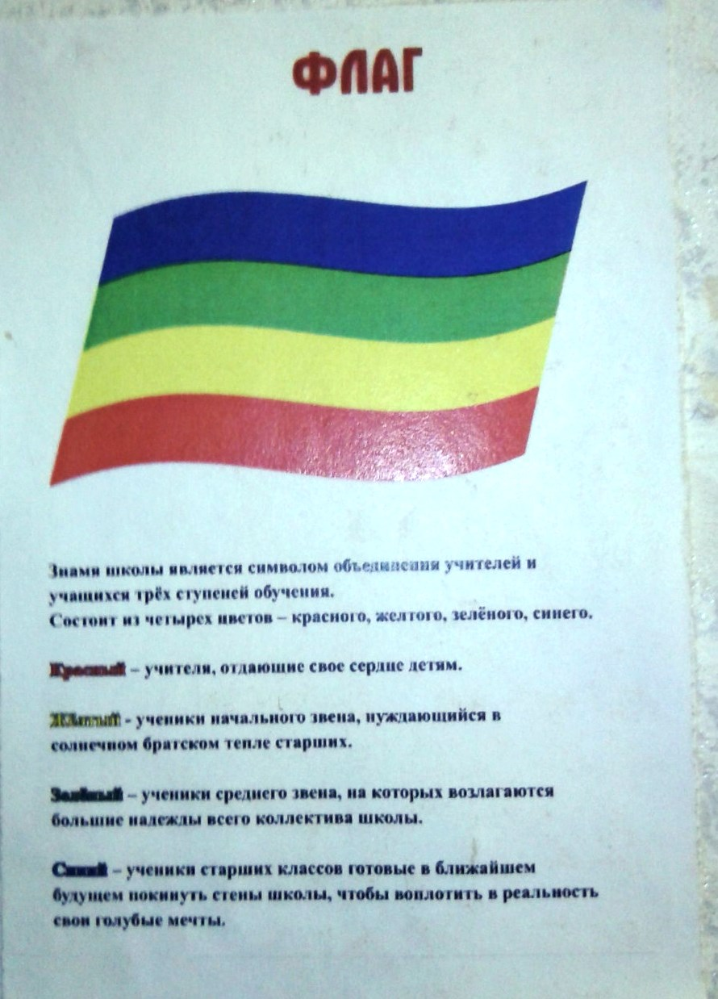 ФЛАГ
Знамя школы является символом объединения учителей и
учащихся трёх ступеней обучения.
Состоит из четырех цветов – красного, желтого, зелёного, синего.
Красный – учителя, отдающие свое сердце детям.
Жёлтый - ученики начального звена, нуждающийся в
солнечном братском тепле старших.
Зелёный – ученики среднего звена, на которых возлагаются
большие надежды всего коллектива школы.
Синий – ученики старших классов готовые в ближайшем
будущем покинуть стены школы, чтобы воплотить в реальность
свои голубые мечты.